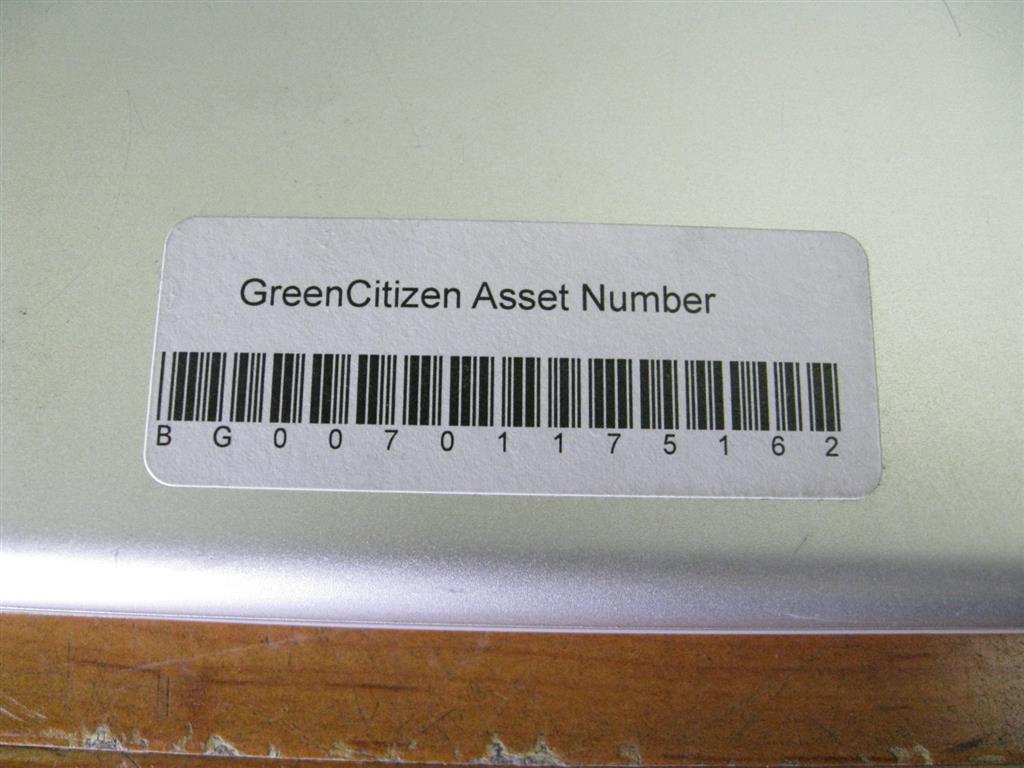 GreenCitizen Asset Number
B G 0 0 7 0 1 1 7 5 1 6 2